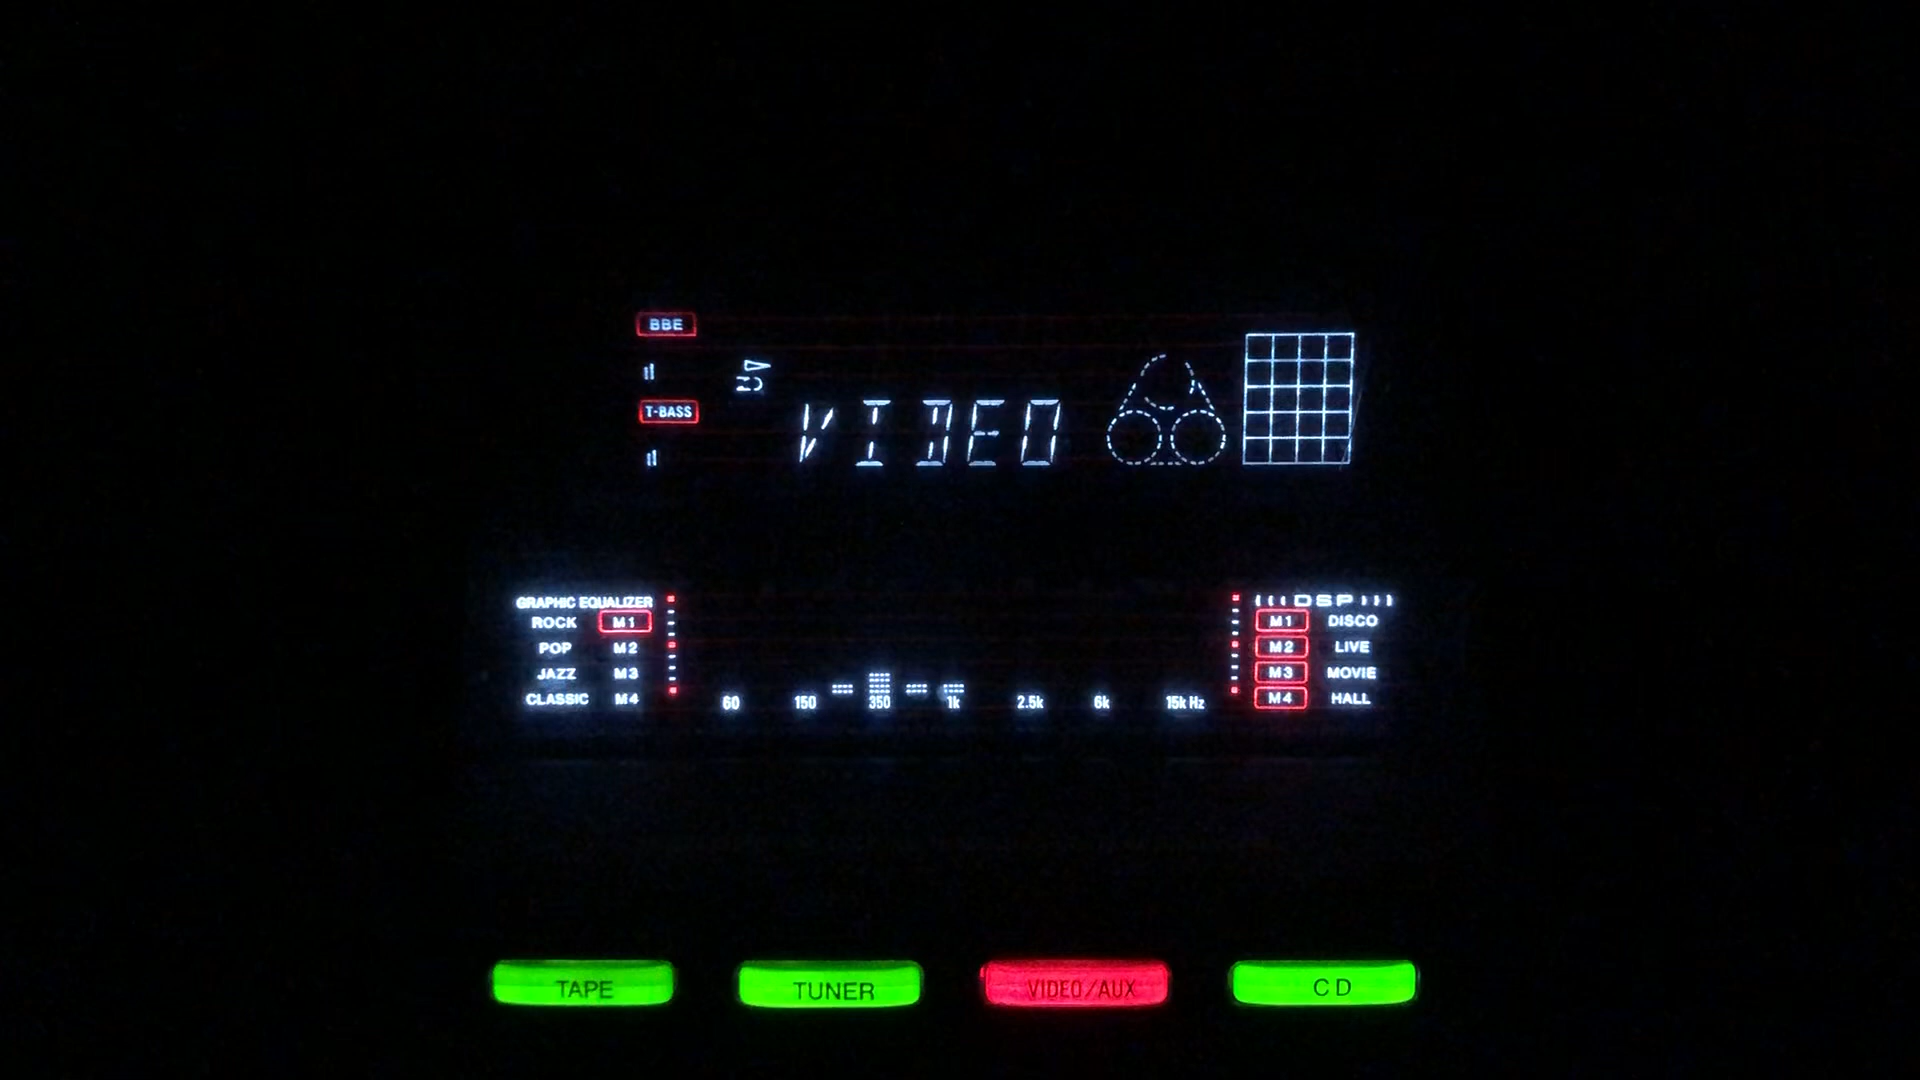 BBE
T-BASS
VIDEO
GRAPHIC EQUALIZER
ROCK M1
POP M2
JAZZ M3
CLASSIC M4
60 150 350 1k 2.5k 6k 15k Hz
DSP
M1 DISCO
M2 LIVE
M3 MOVIE
M4 HALL
TAPE TUNER VIDEO/AUX CD